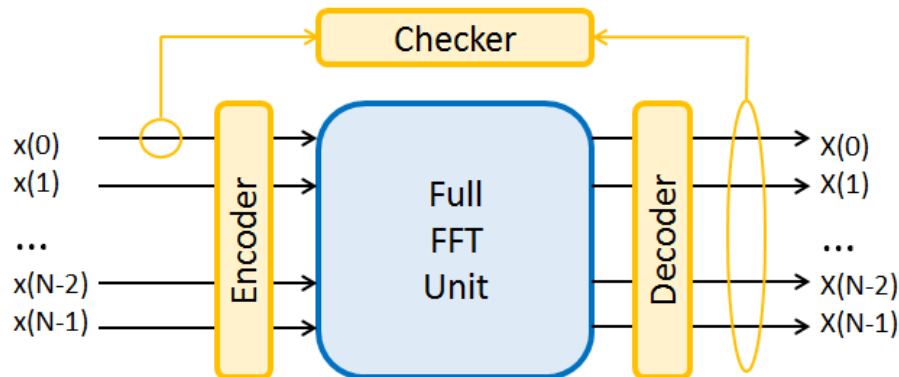 Checker
x(0)
x(1)
...
x(N-2)
x(N-1)
Encoder
Full
FFT
Unit
Decoder
X(0)
X(1)
...
X(N-2)
X(N-1)